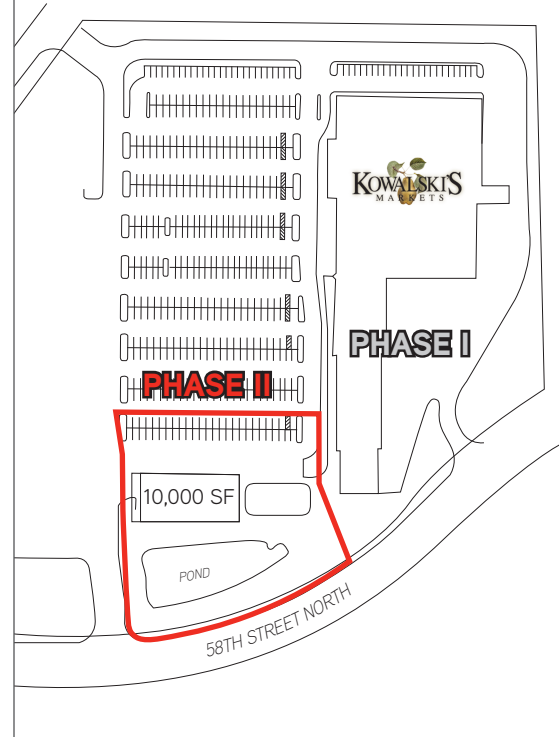 KOWALSKI'S
MARKETS
PHASE I
PHASE II
10,000 SF
POND
58TH STREET NORTH